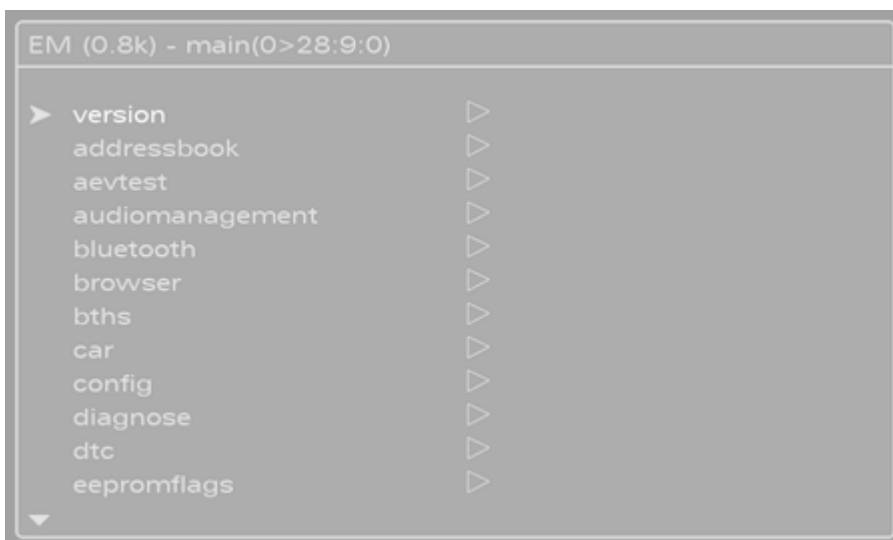 EM (0.8k) - main(0>28:9:0)
version
addressbook
aevtest
audiomanagement
bluetooth
browser
bths
car
config
diagnose
dtc
eepromflags